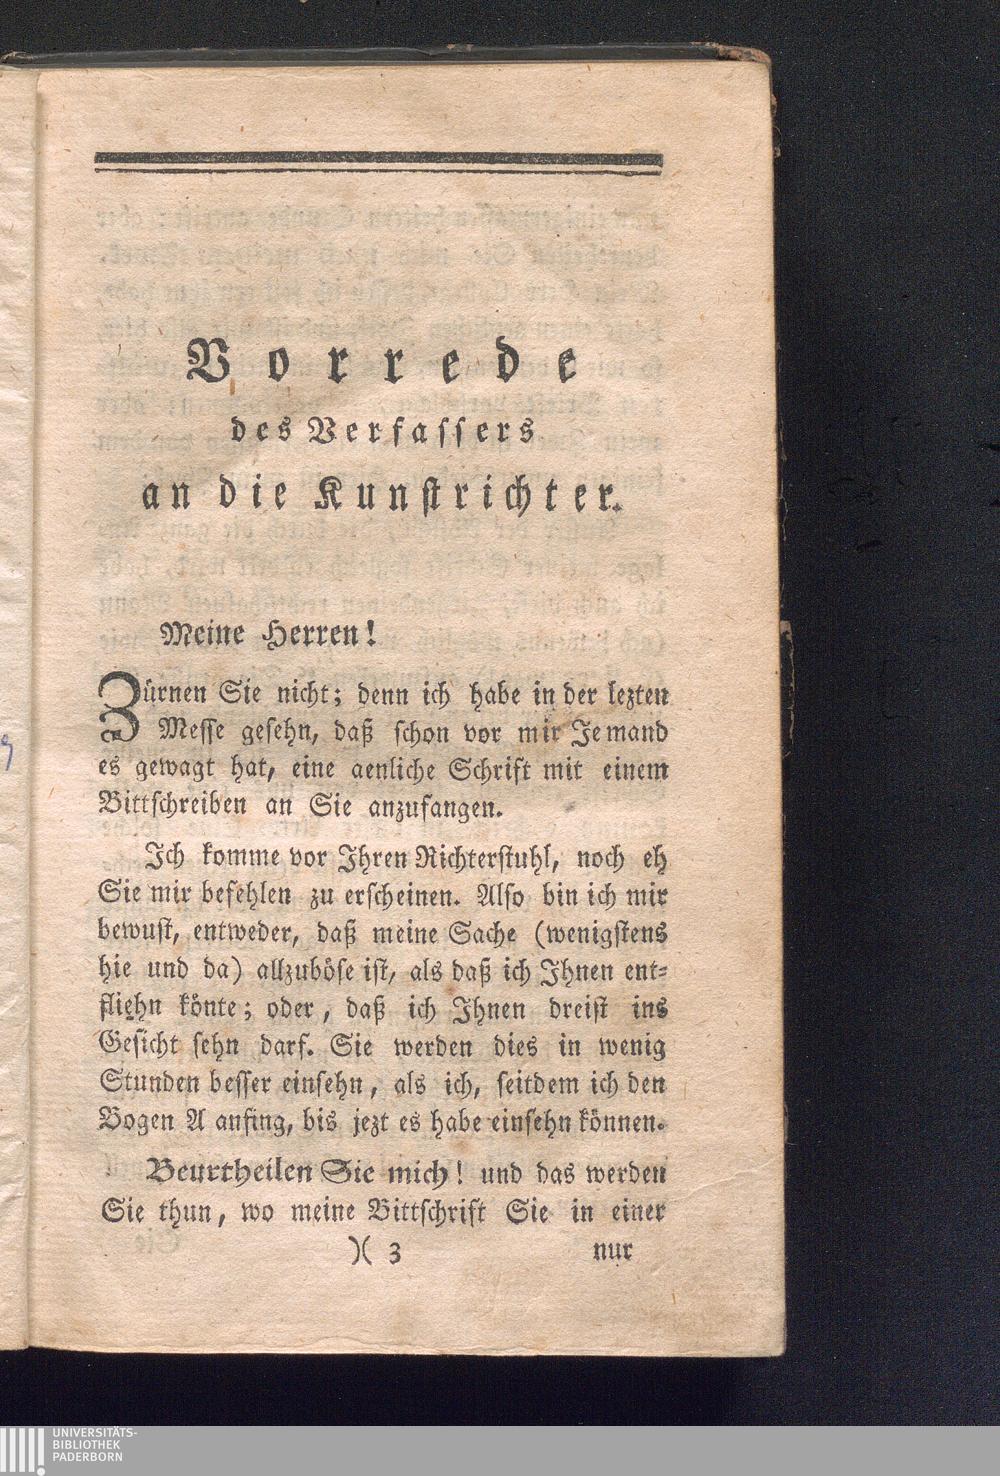 Vorrede
des Verfassers
an die Kunstrichter.
Meine Herren!
Zürnen Sie nicht; denn ich habe in der lezten
Messe gesehn, daß schon vor mir Jemand
es gewagt hat, eine aenliche Schrift mit einem
Bittschreiben an Sie anzufangen.
Ich komme vor Ihren Richterstuhl, noch eh
Sie mir befehlen zu erscheinen. Also bin ich mir
bewust, entweder, daß meine Sache (wenigstens
hie und da) allzuböse ist, als daß ich Ihnen ent-
fliehn könte; oder, daß ich Ihnen dreist ins
Gesicht sehn darf. Sie werden dies in wenig
Stunden besser einsehn, als ich, seitdem ich den
Bogen A anfing, bis jezt es habe einsehn können.
Beurtheilen Sie mich! und das werden
Sie thun, wo meine Bittschrift Sie in einer
)( 3 nur
UNIVERSITÄTS-
BIBLIOTHEK
PADERBORN